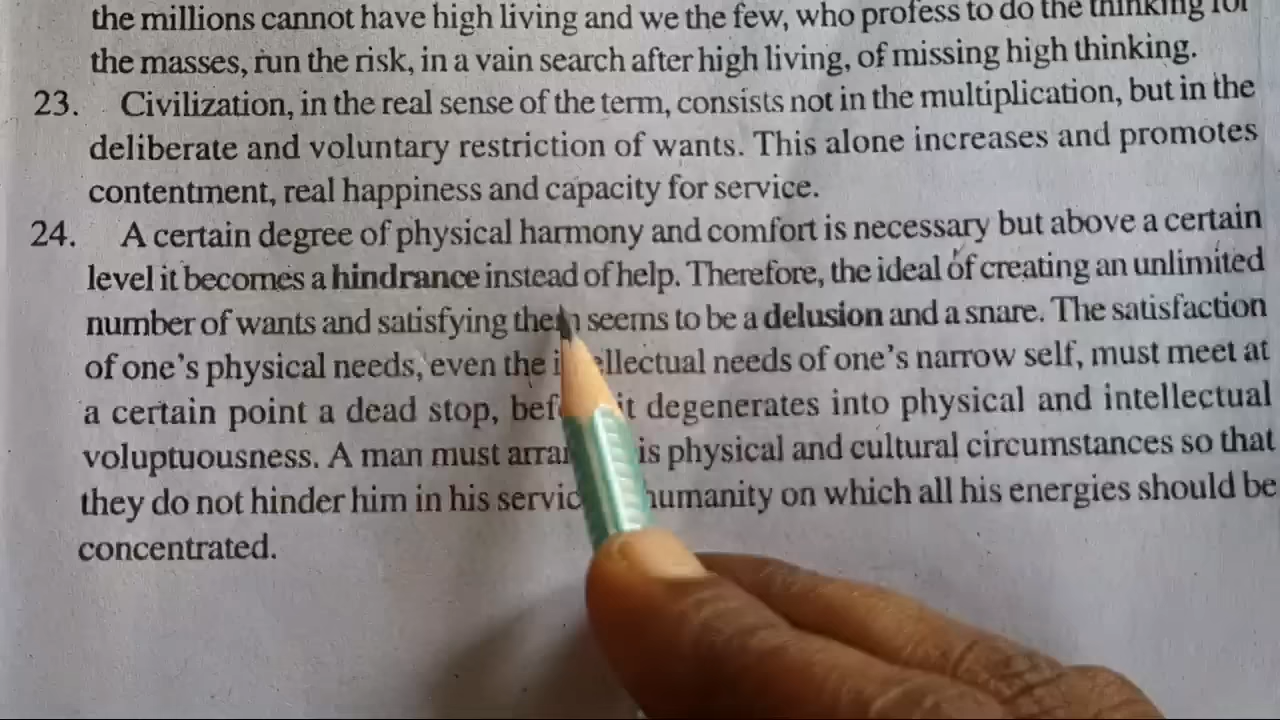 the millions cannot have high living and we the few, who profess to do the thinking for
the masses, run the risk, in a vain search after high living, of missing high thinking.
23. Civilization, in the real sense of the term, consists not in the multiplication, but in the
deliberate and voluntary restriction of wants. This alone increases and promotes
contentment, real happiness and capacity for service.
24. A certain degree of physical harmony and comfort is necessary but above a certain
level it becomes a hindrance instead of help. Therefore, the ideal of creating an unlimited
number of wants and satisfying them seems to be a delusion and a snare. The satisfaction
of one's physical needs, even the intellectual needs of one's narrow self, must meet at
a certain point a dead stop, before it degenerates into physical and intellectual
voluptuousness. A man must physical and cultural circumstances so that
they do not hinder him in his humanity on which all his energies should be
concentrated.